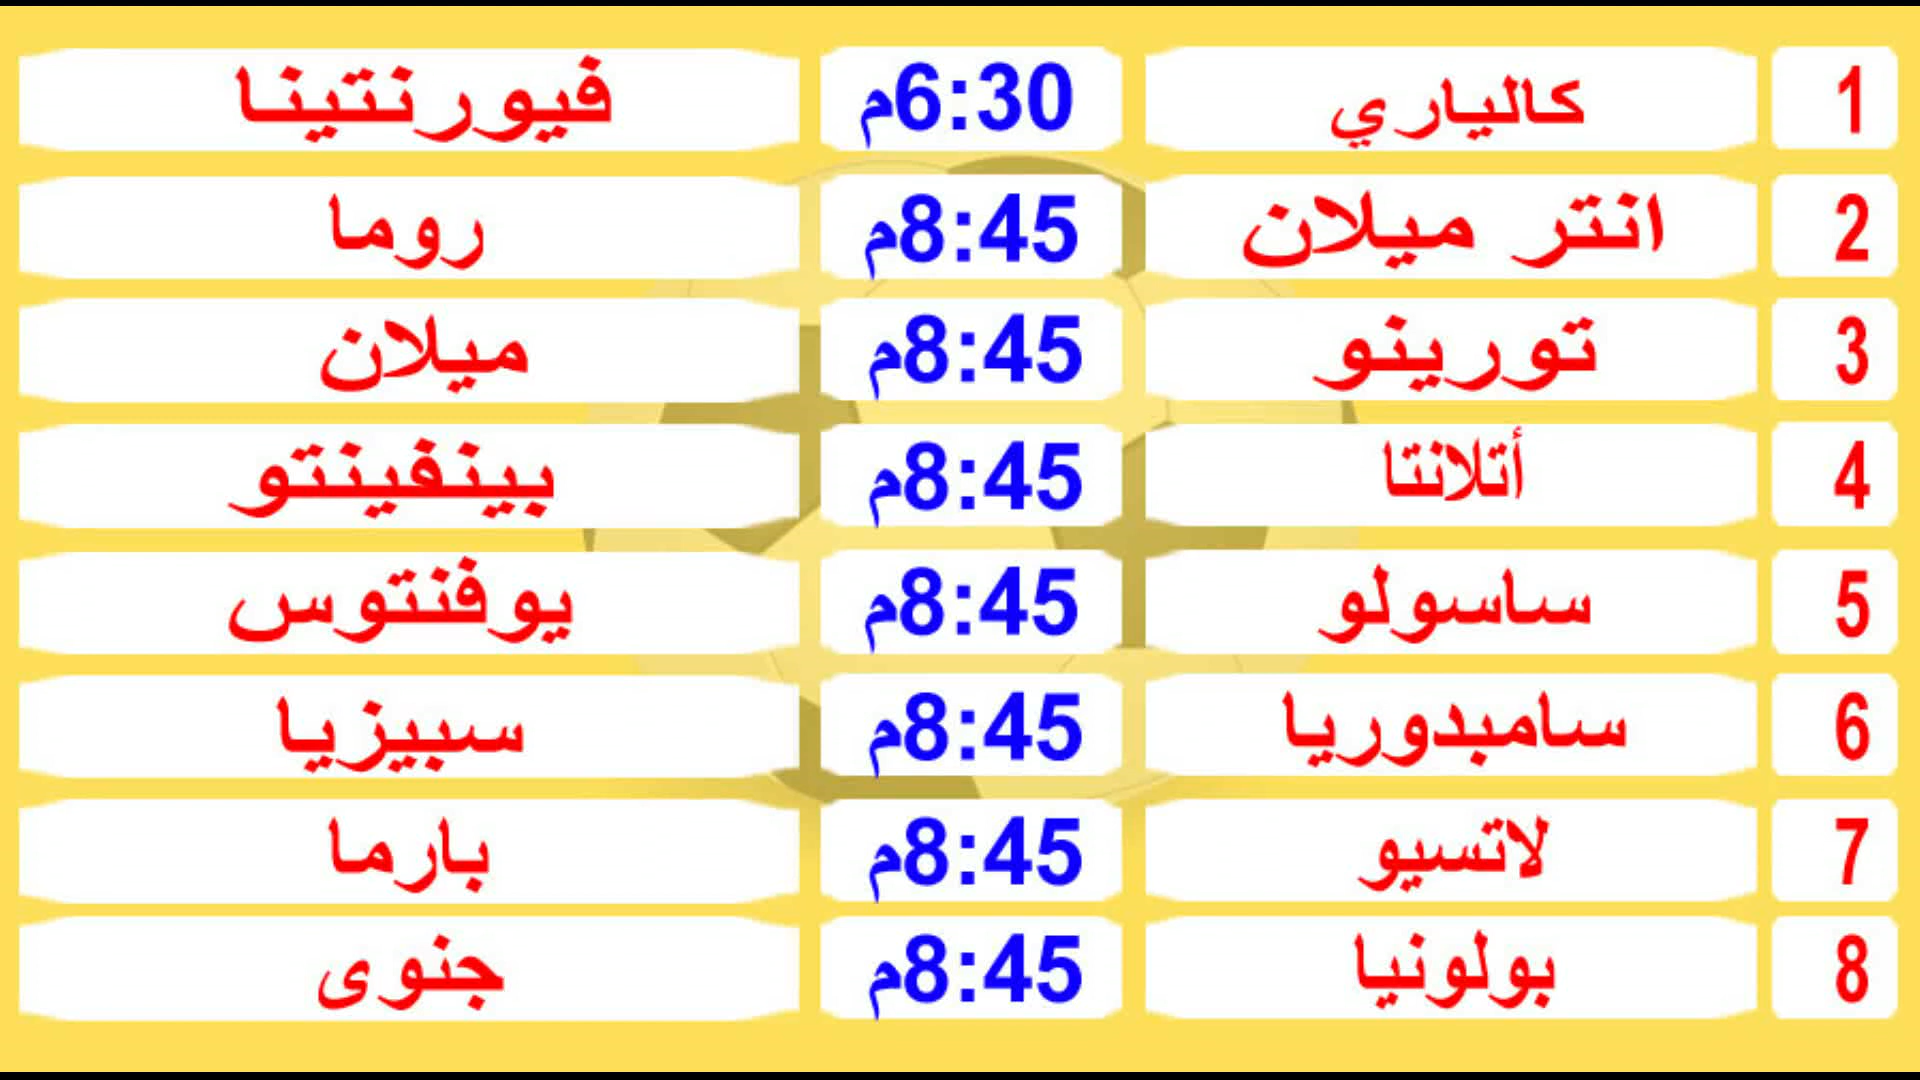 1 كالياري 6:30م فيورنتينا
2 انتر ميلان 8:45م روما
3 تورينو 8:45م ميلان
4 أتلانتا 8:45م بينفينتو
5 ساسولو 8:45م يوفنتوس
6 سامبدوريا 8:45م سبيزيا
7 لاتسيو 8:45م بارما
8 بولونيا 8:45م جنوى